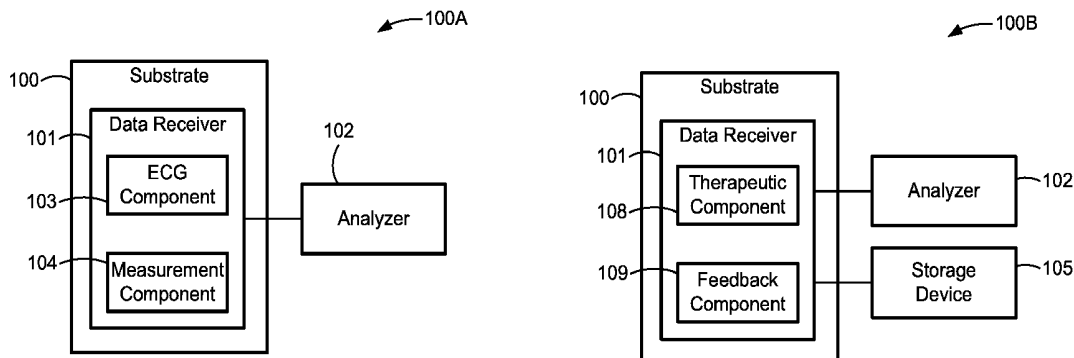 100A
100
Substrate
101
Data Receiver
ECG
Component
103
104
Measurement
Component
102
Analyzer
100B
100
Substrate
101
Data Receiver
Therapeutic
Component
108
109
Feedback
Component
Analyzer
102
Storage
Device
105